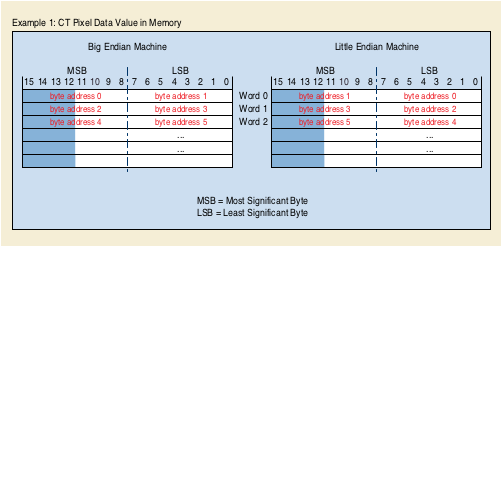 Example 1: CT Pixel Data Value in Memory
Big Endian Machine Little Endian Machine
MSB LSB MSB LSB
15 14 13 12 11 10 9 8 7 6 5 4 3 2 1 0 15 14 13 12 11 10 9 8 7 6 5 4 3 2 1 0
byte address 0 byte address 1 Word 0 byte address 1 byte address 0
byte address 2 byte address 3 Word 1 byte address 3 byte address 2
byte address 4 byte address 5 Word 2 byte address 5 byte address 4
... ...
... ...
MSB = Most Significant Byte
LSB = Least Significant Byte